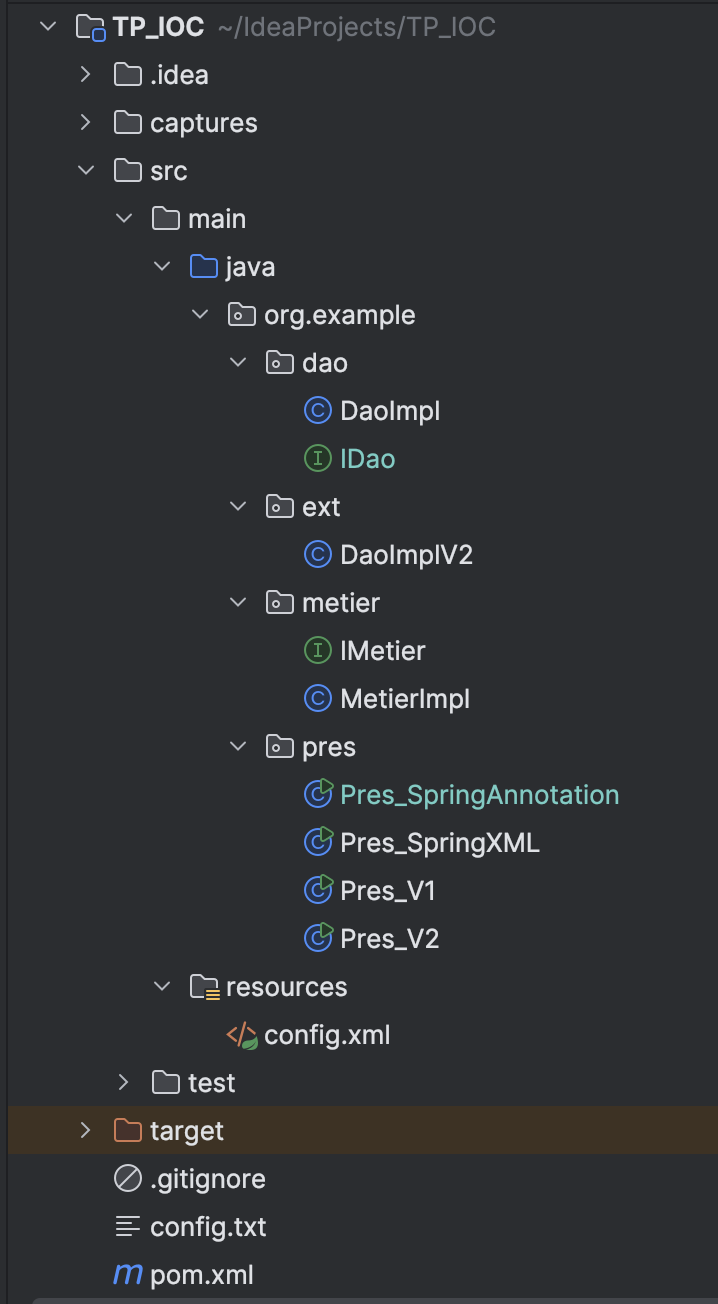 TP_IOC ~/IdeaProjects/TP_IOC
.idea
captures
src
main
java
org.example
dao
DaoImpl
IDao
ext
DaoImplV2
metier
IMetier
MetierImpl
pres
Pres_SpringAnnotation
Pres_SpringXML
Pres_V1
Pres_V2
resources
config.xml
test
target
.gitignore
config.txt
pom.xml